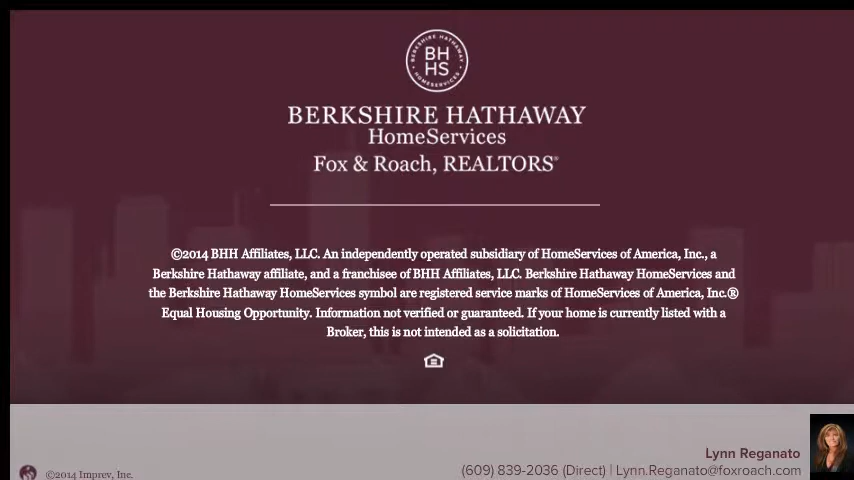 BERKSHIRE HATHAWAY
BH
HS
HOMESERVICES
BERKSHIRE HATHAWAY
HomeServices
Fox & Roach, REALTORS®
©2014 BHH Affiliates, LLC. An independently operated subsidiary of HomeServices of America, Inc., a
Berkshire Hathaway affiliate, and a franchisee of BHH Affiliates, LLC. Berkshire Hathaway HomeServices and
the Berkshire Hathaway HomeServices symbol are registered service marks of HomeServices of America, Inc.®
Equal Housing Opportunity. Information not verified or guaranteed. If your home is currently listed with a
Broker, this is not intended as a solicitation.
Lynn Reganato
(609) 839-2036 (Direct) | Lynn.Reganato@foxroach.com
©2014 Imprev, Inc.